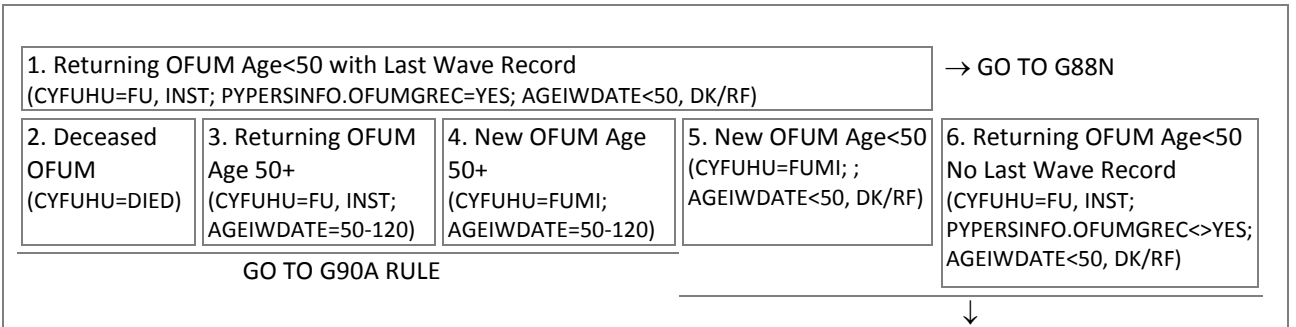 1. Returning OFUM Age<50 with Last Wave Record
(CYFUHU=FU, INST; PYPERSINFO.OFUMGREC=YES; AGEIWDATE<50, DK/RF)
→ GO TO G88N
2. Deceased
OFUM
(CYFUHU=DIED)
3. Returning OFUM
Age 50+
(CYFUHU=FU, INST;
AGEIWDATE=50-120)
4. New OFUM Age
50+
(CYFUHU=FUMI;
AGEIWDATE=50-120)
5. New OFUM Age<50
(CYFUHU=FUMI; ;
AGEIWDATE<50, DK/RF)
6. Returning OFUM Age<50
No Last Wave Record
(CYFUHU=FU, INST;
PYPERSINFO.OFUMGREC<>YES;
AGEIWDATE<50, DK/RF)
GO TO G90A RULE
↓